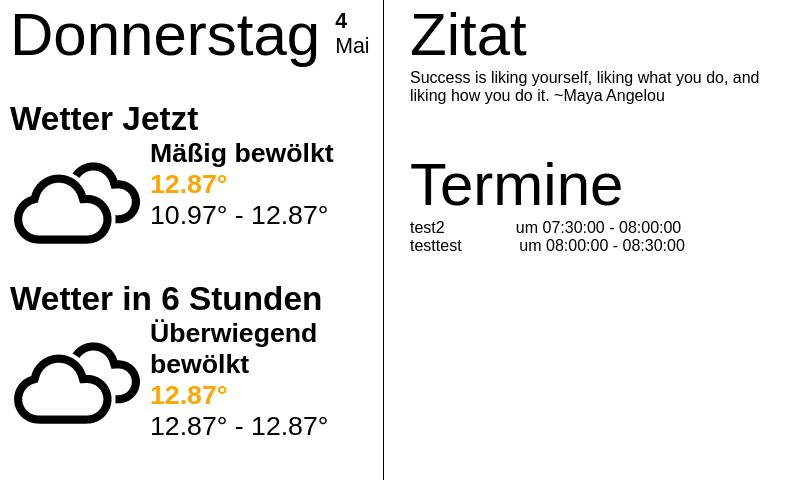 Donnerstag 4
Mai
Wetter Jetzt
Mäßig bewölkt
12.87°
10.97° - 12.87°
Wetter in 6 Stunden
Überwiegend
bewölkt
12.87°
12.87° - 12.87°
Zitat
Success is liking yourself, liking what you do, and
liking how you do it. ~Maya Angelou
Termine
test2 um 07:30:00 - 08:00:00
testtest um 08:00:00 - 08:30:00